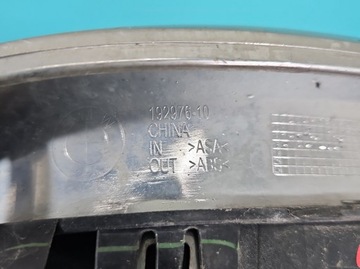 192976-10
CHINA
IN >ASA<
OUT >ABS<